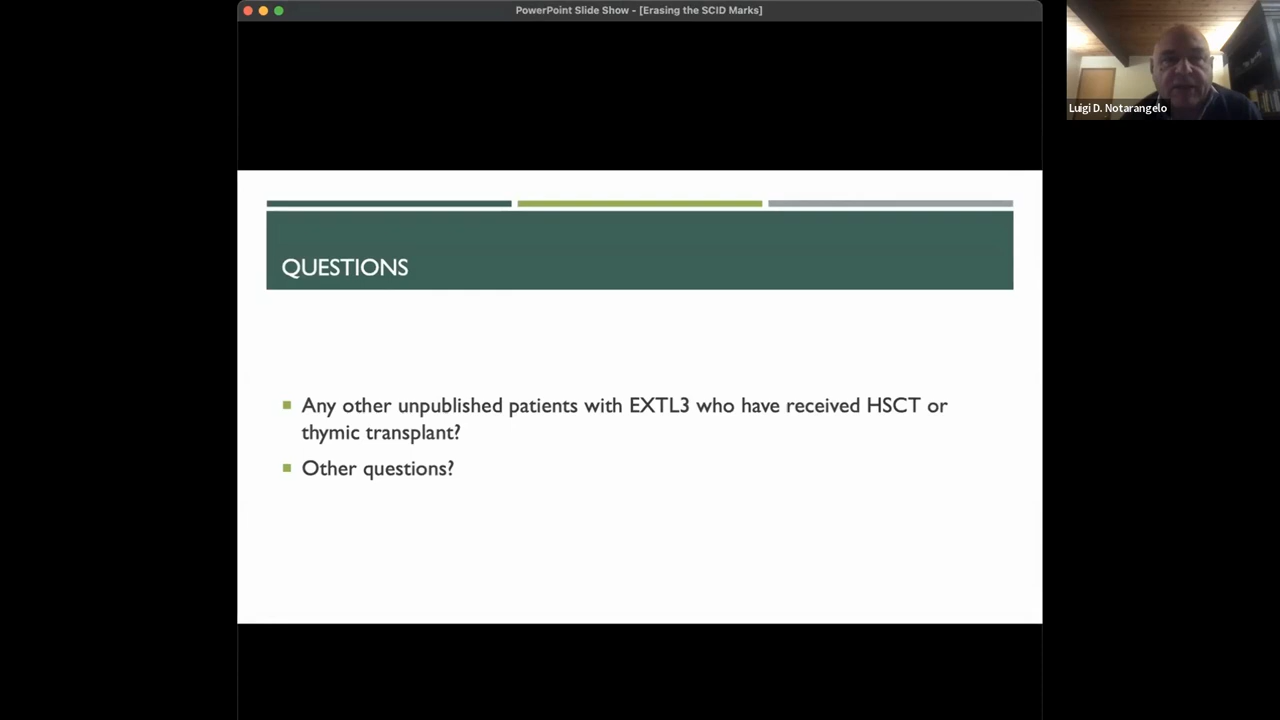 PowerPoint Slide Show - [Erasing the SCID Marks]
Luigi D. Notarangelo
QUESTIONS
Any other unpublished patients with EXTL3 who have received HSCT or
thymic transplant?
Other questions?